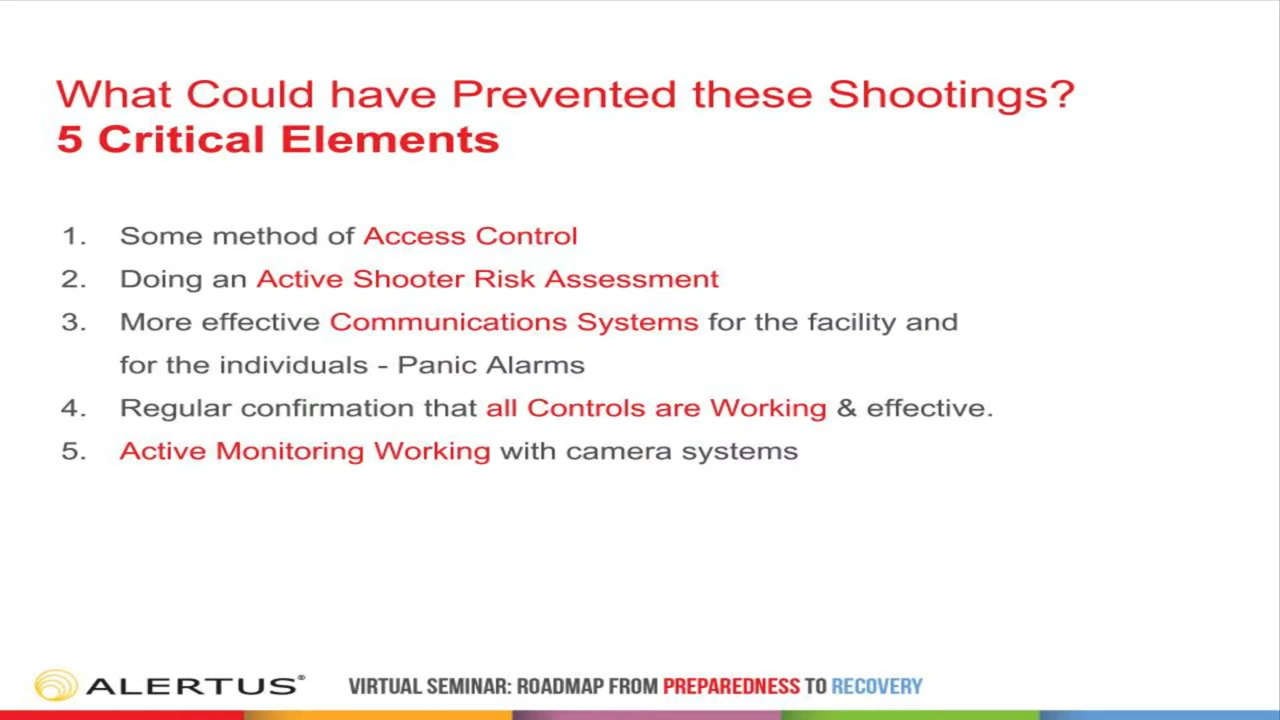 What Could have Prevented these Shootings?
5 Critical Elements
1. Some method of Access Control
2. Doing an Active Shooter Risk Assessment
3. More effective Communications Systems for the facility and
for the individuals - Panic Alarms
4. Regular confirmation that all Controls are Working & effective.
5. Active Monitoring Working with camera systems
ALERTUS® VIRTUAL SEMINAR: ROADMAP FROM PREPAREDNESS TO RECOVERY